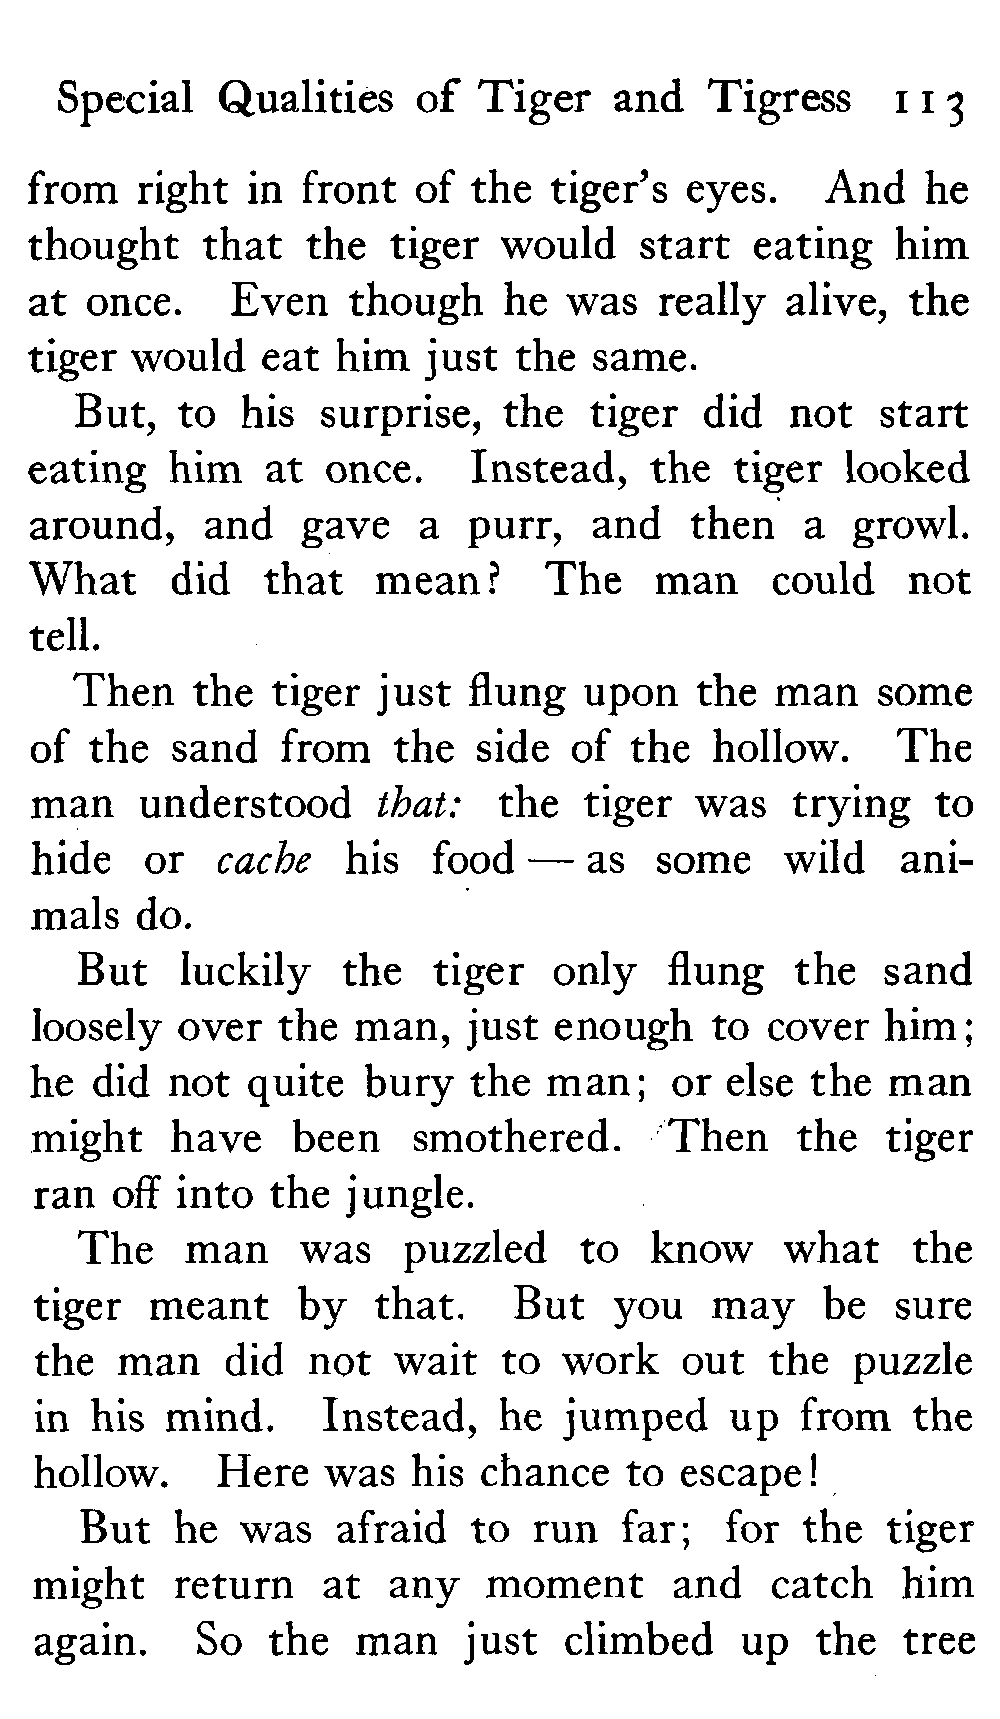 Special Qualities of Tiger and Tigress 113
from right in front of the tiger's eyes. And he
thought that the tiger would start eating him
at once. Even though he was really alive, the
tiger would eat him just the same.
But, to his surprise, the tiger did not start
eating him at once. Instead, the tiger looked
around, and gave a purr, and then a growl.
What did that mean? The man could not
tell.
Then the tiger just flung upon the man some
of the sand from the side of the hollow. The
man understood that: the tiger was trying to
hide or cache his food — as some wild ani-
mals do.
But luckily the tiger only flung the sand
loosely over the man, just enough to cover him;
he did not quite bury the man; or else the man
might have been smothered. Then the tiger
ran off into the jungle.
The man was puzzled to know what the
tiger meant by that. But you may be sure
the man did not wait to work out the puzzle
in his mind. Instead, he jumped up from the
hollow. Here was his chance to escape!
But he was afraid to run far; for the tiger
might return at any moment and catch him
again. So the man just climbed up the tree